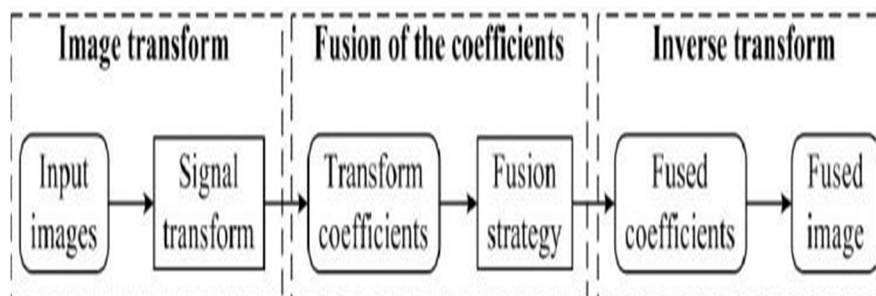 Image transform
Fusion of the coefficients
Inverse transform
Input
images
Signal
transform
Transform
coefficients
Fusion
strategy
Fused
coefficients
Fused
image